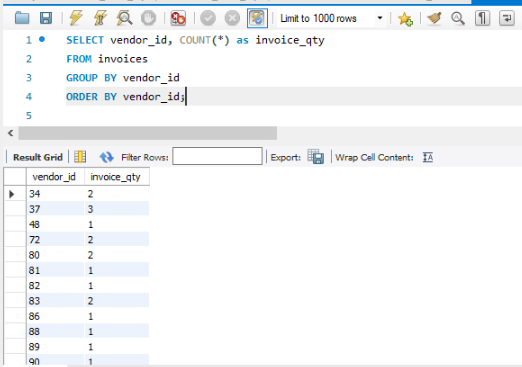 Limit to 1000 rows
1 SELECT vendor_id, COUNT(*) as invoice_qty
2 FROM invoices
3 GROUP BY vendor_id
4 ORDER BY vendor_id;
5
Result Grid Filter Rows: Export: Wrap Cell Content:
vendor_id invoice_qty
34 2
37 3
48 1
72 2
80 2
81 1
82 1
83 2
86 1
88 1
89 1
90 1